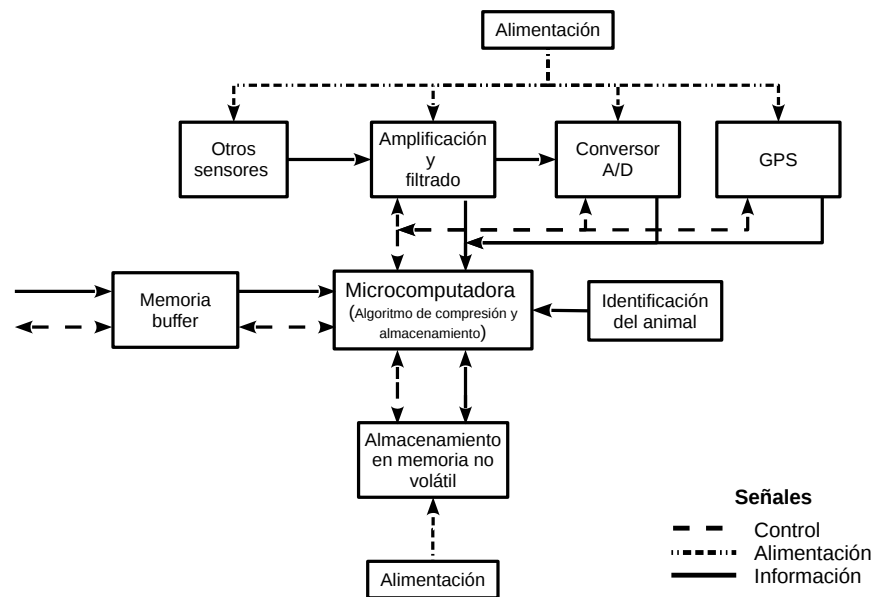 Alimentación
Otros
sensores
Amplificación
y
filtrado
Conversor
A/D
GPS
Memoria
buffer
Microcomputadora
(Algoritmo de compresión y
almacenamiento)
Identificación
del animal
Almacenamiento
en memoria no
volátil
Alimentación
Señales
Control
Alimentación
Información